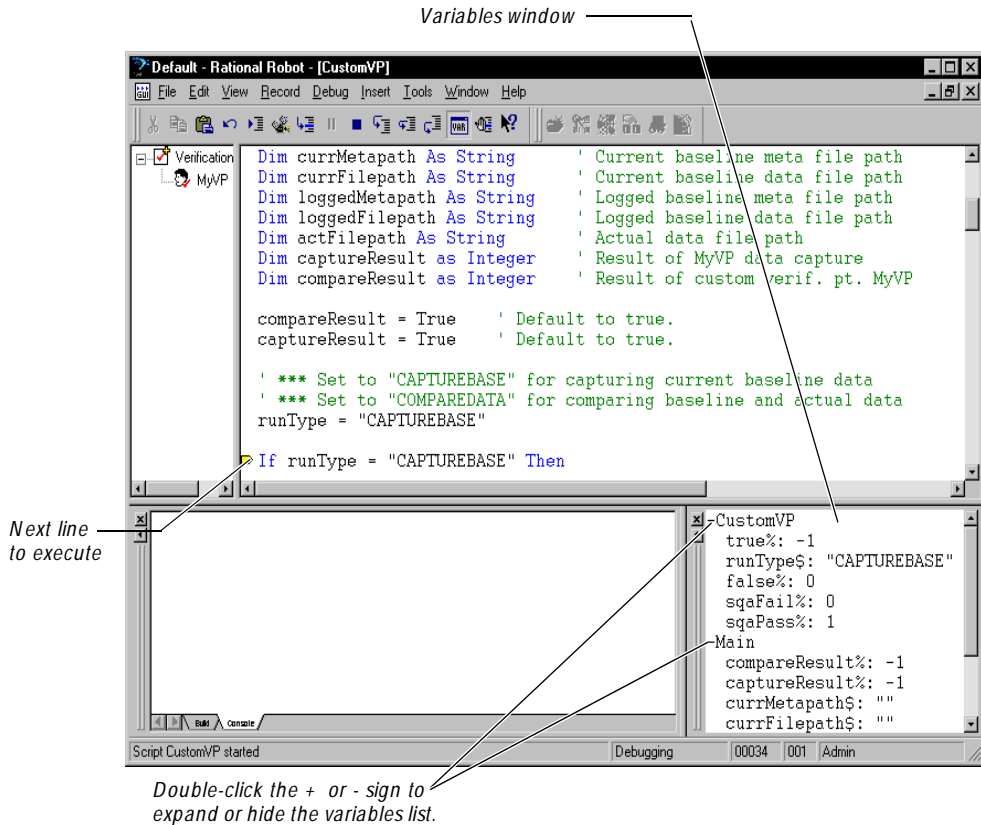 Variables window
Default - Rational Robot - [CustomVP]
GUI File Edit View Record Debug Insert Tools Window Help
VAR
Verification
MyVP
Dim currMetapath As String ' Current baseline meta file path
Dim currFilepath As String ' Current baseline data file path
Dim loggedMetapath As String ' Logged baseline meta file path
Dim loggedFilepath As String ' Logged baseline data file path
Dim actFilepath As String ' Actual data file path
Dim captureResult as Integer ' Result of MyVP data capture
Dim compareResult as Integer ' Result of custom verif. pt. MyVP
compareResult = True ' Default to true.
captureResult = True ' Default to true.
' *** Set to "CAPTUREBASE" for capturing current baseline data
' *** Set to "COMPAREDATA" for comparing baseline and actual data
runType = "CAPTUREBASE"
If runType = "CAPTUREBASE" Then
Next line
to execute
-CustomVP
true%: -1
runType$: "CAPTUREBASE"
false%: 0
sqaFail%: 0
sqaPass%: 1
-Main
compareResult%: -1
captureResult%: -1
currMetapath$: ""
currFilepath$: ""
Build Console
Script CustomVP started Debugging 00034 001 Admin
Double-click the + or - sign to
expand or hide the variables list.